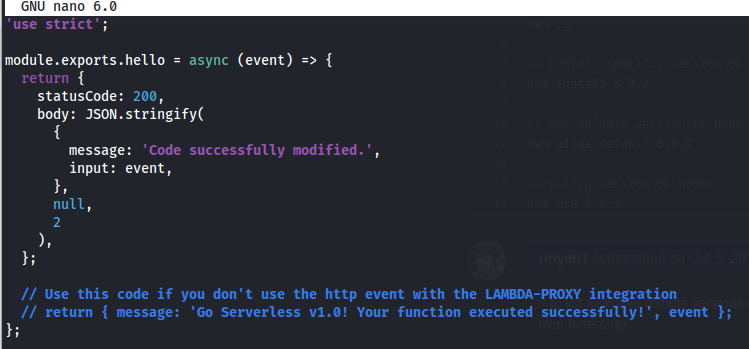 GNU nano 6.0
'use strict';
module.exports.hello = async (event) => {
return {
statusCode: 200,
body: JSON.stringify(
{
message: 'Code successfully modified.',
input: event,
},
null,
2
),
};
// Use this code if you don't use the http event with the LAMBDA-PROXY integration
// return { message: 'Go Serverless v1.0! Your function executed successfully!', event };
};
// install specific version of
nvm install 6.9.2
// set default version of node
nvm alias default 6.9.2
// switch version of node
nvm use 6.9.1
nriyan1 commented on Oct 5, 20
nvm ls-remote